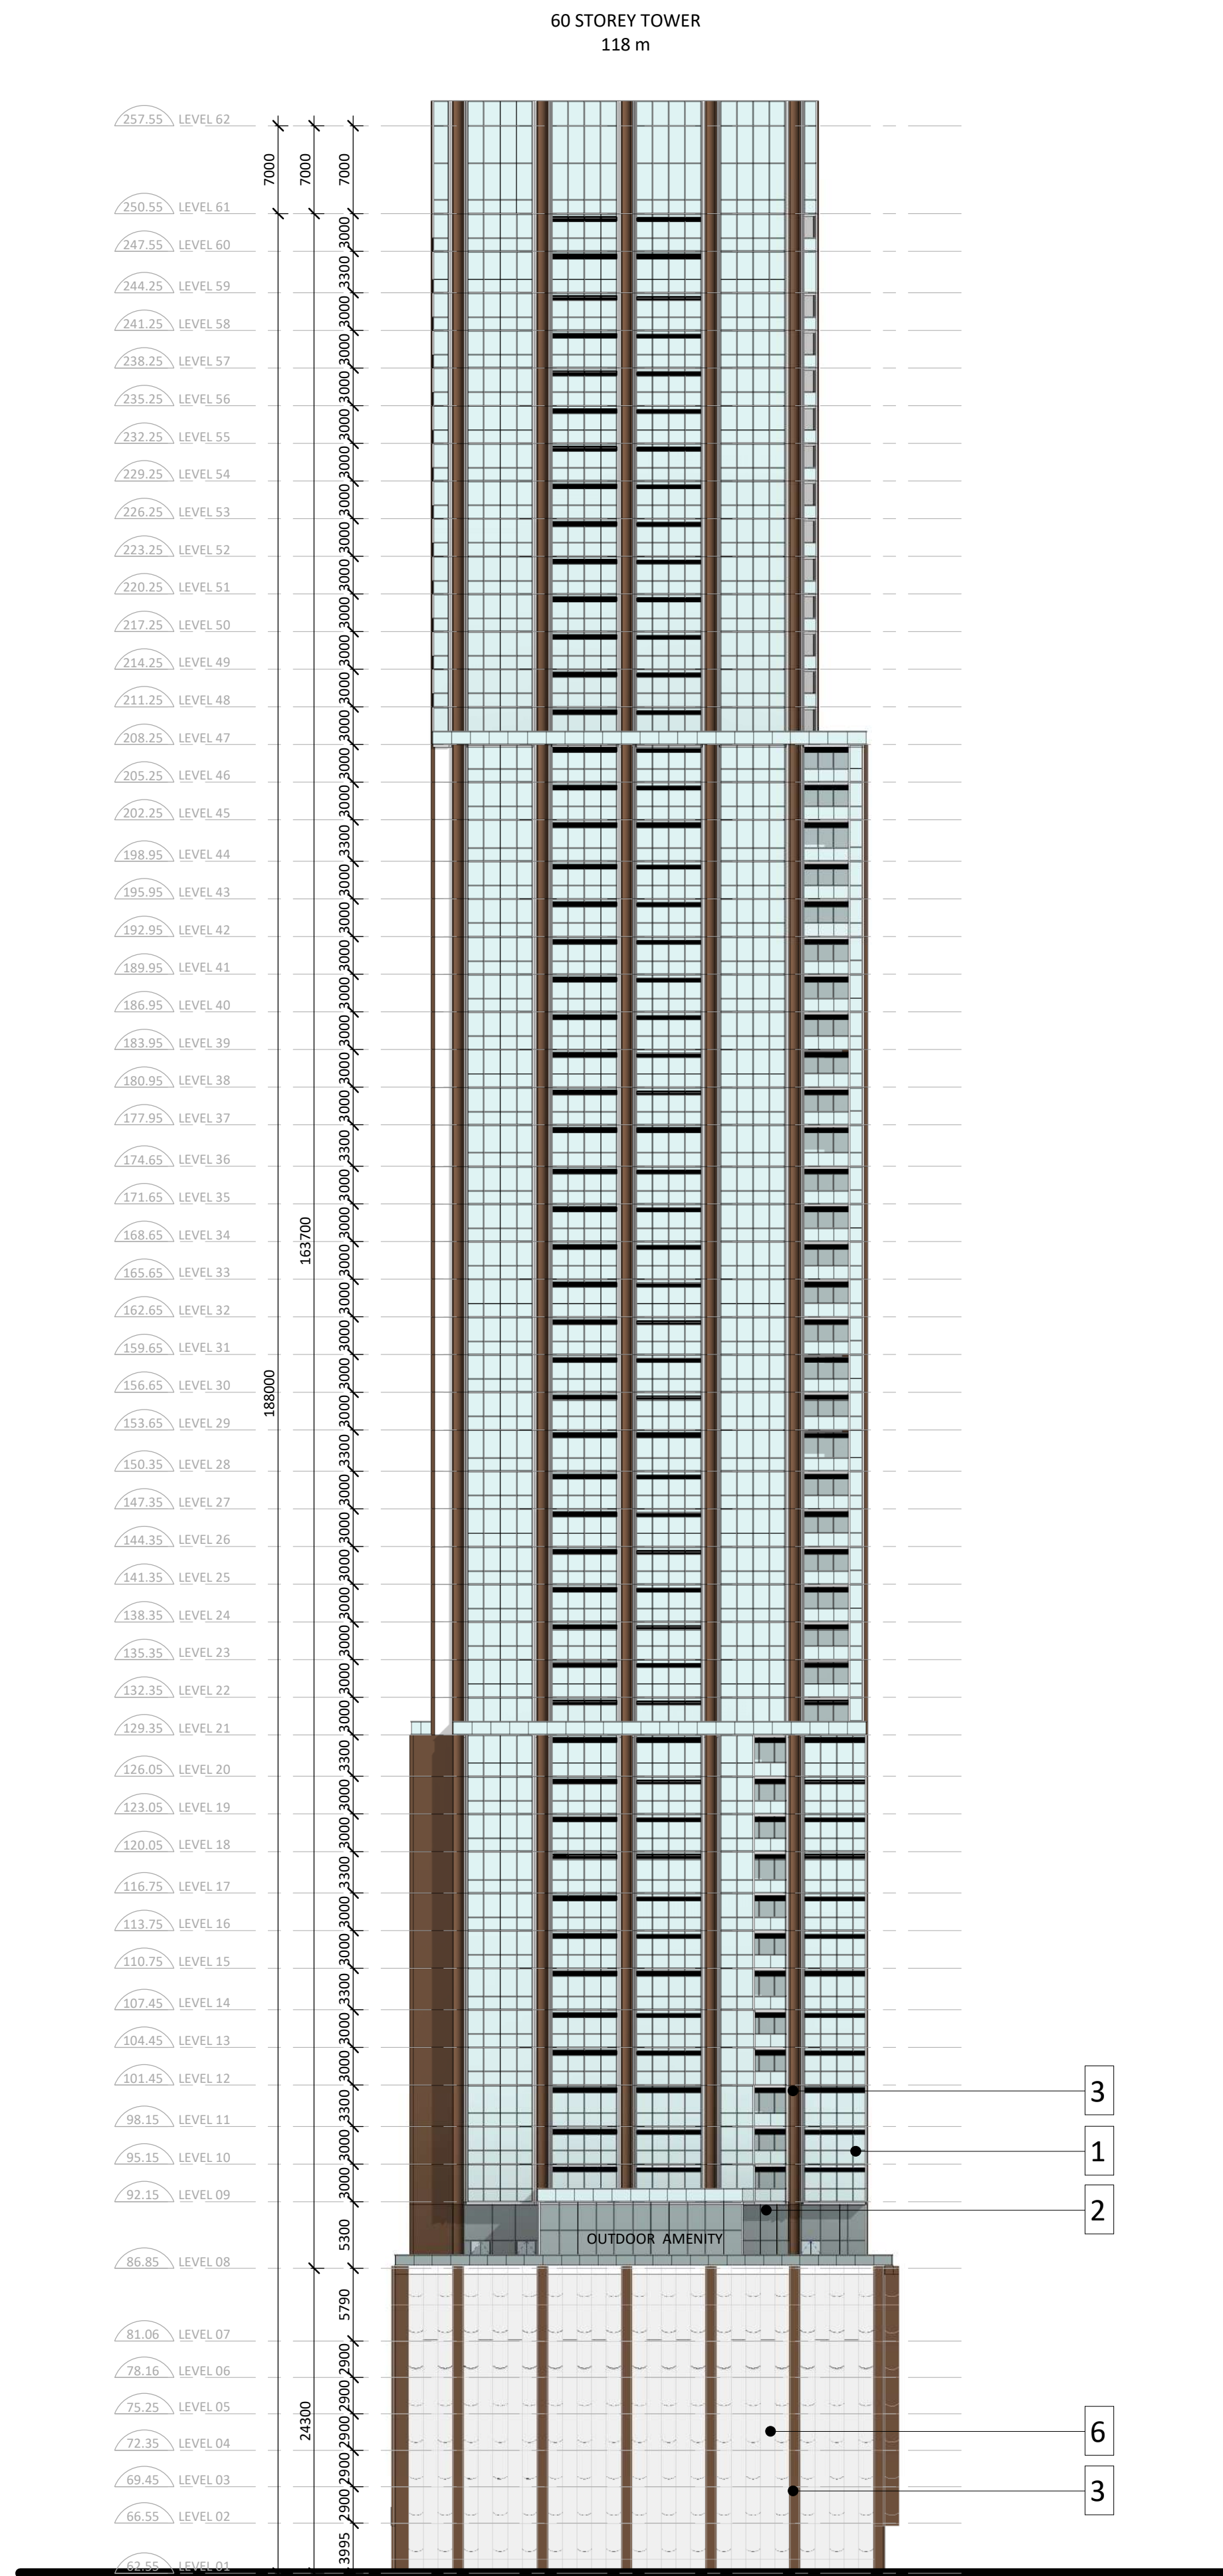 60 STOREY TOWER
118 m
257.55 LEVEL 62
7000 7000 7000
250.55 LEVEL 61
3000
247.55 LEVEL 60
3300
244.25 LEVEL 59
3000
241.25 LEVEL 58
3000
238.25 LEVEL 57
3000
235.25 LEVEL 56
3000
232.25 LEVEL 55
3000
229.25 LEVEL 54
3000
226.25 LEVEL 53
3000
223.25 LEVEL 52
3000
220.25 LEVEL 51
3000
217.25 LEVEL 50
3000
214.25 LEVEL 49
3000
211.25 LEVEL 48
3000
208.25 LEVEL 47
3000
205.25 LEVEL 46
3000
202.25 LEVEL 45
3300
198.95 LEVEL 44
3000
195.95 LEVEL 43
3000
192.95 LEVEL 42
3000
189.95 LEVEL 41
3000
186.95 LEVEL 40
3000
183.95 LEVEL 39
3000
180.95 LEVEL 38
3000
177.95 LEVEL 37
3300
174.65 LEVEL 36
3000
171.65 LEVEL 35
3000
168.65 LEVEL 34
163700
3000
165.65 LEVEL 33
3000
162.65 LEVEL 32
3000
159.65 LEVEL 31
3000
156.65 LEVEL 30
188000
3000
153.65 LEVEL 29
3300
150.35 LEVEL 28
3000
147.35 LEVEL 27
3000
144.35 LEVEL 26
3000
141.35 LEVEL 25
3000
138.35 LEVEL 24
3000
135.35 LEVEL 23
3000
132.35 LEVEL 22
3000
129.35 LEVEL 21
3300
126.05 LEVEL 20
3000
123.05 LEVEL 19
3000
120.05 LEVEL 18
3300
116.75 LEVEL 17
3000
113.75 LEVEL 16
3000
110.75 LEVEL 15
3300
107.45 LEVEL 14
3000
104.45 LEVEL 13
3000
101.45 LEVEL 12
3
3300
98.15 LEVEL 11
1
3000
95.15 LEVEL 10
3000
92.15 LEVEL 09
2
5300
OUTDOOR AMENITY
86.85 LEVEL 08
5790
81.06 LEVEL 07
2900
78.16 LEVEL 06
2900
75.25 LEVEL 05
24300
2900
6
72.35 LEVEL 04
2900
69.45 LEVEL 03
3
2900
66.55 LEVEL 02
3995
62.55 LEVEL 01